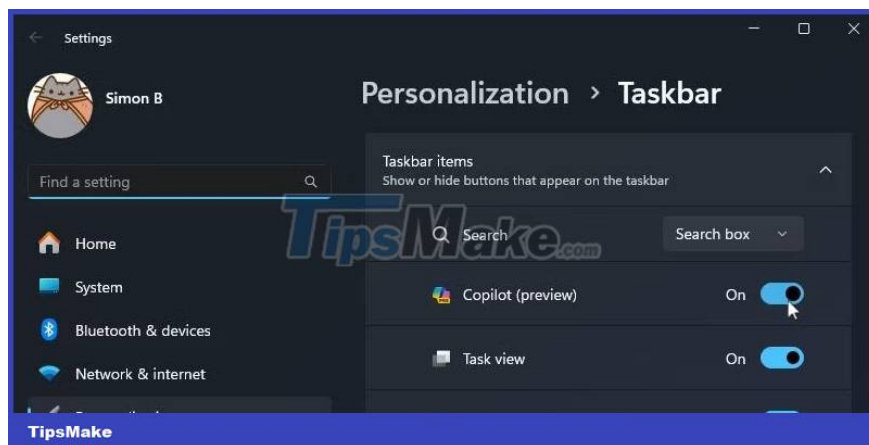 Settings
Simon B
Find a setting
Home
System
Bluetooth & devices
Network & internet
Personalization > Taskbar
Taskbar items
Show or hide buttons that appear on the taskbar
Search
Search box
Copilot (preview)
On
Task view
On
TipsMake.com
TipsMake